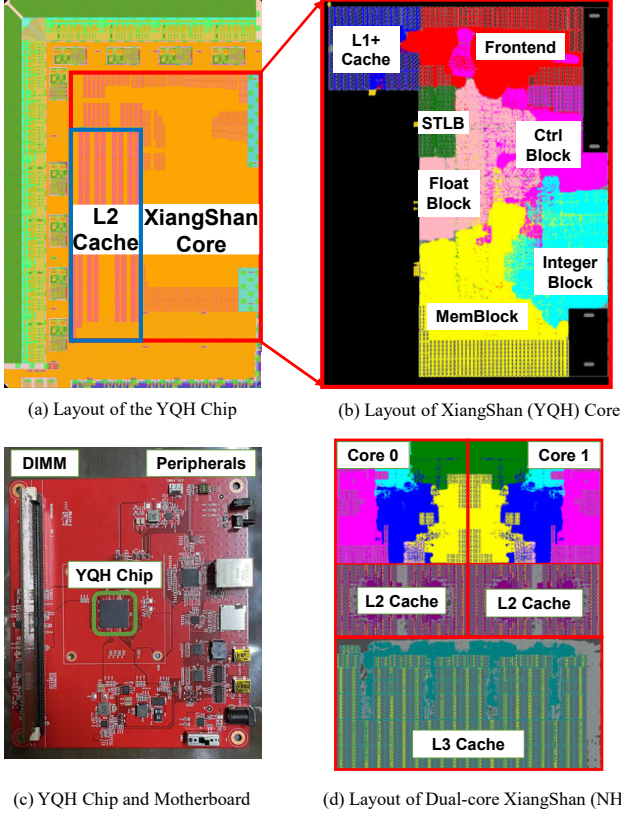 L2
Cache
XiangShan
Core
(a) Layout of the YQH Chip
L1+
Cache
Frontend
STLB
Ctrl
Block
Float
Block
Integer
Block
MemBlock
(b) Layout of XiangShan (YQH) Core
DIMM
Peripherals
YQH Chip
(c) YQH Chip and Motherboard
Core 0
Core 1
L2 Cache
L2 Cache
L3 Cache
(d) Layout of Dual-core XiangShan (NH